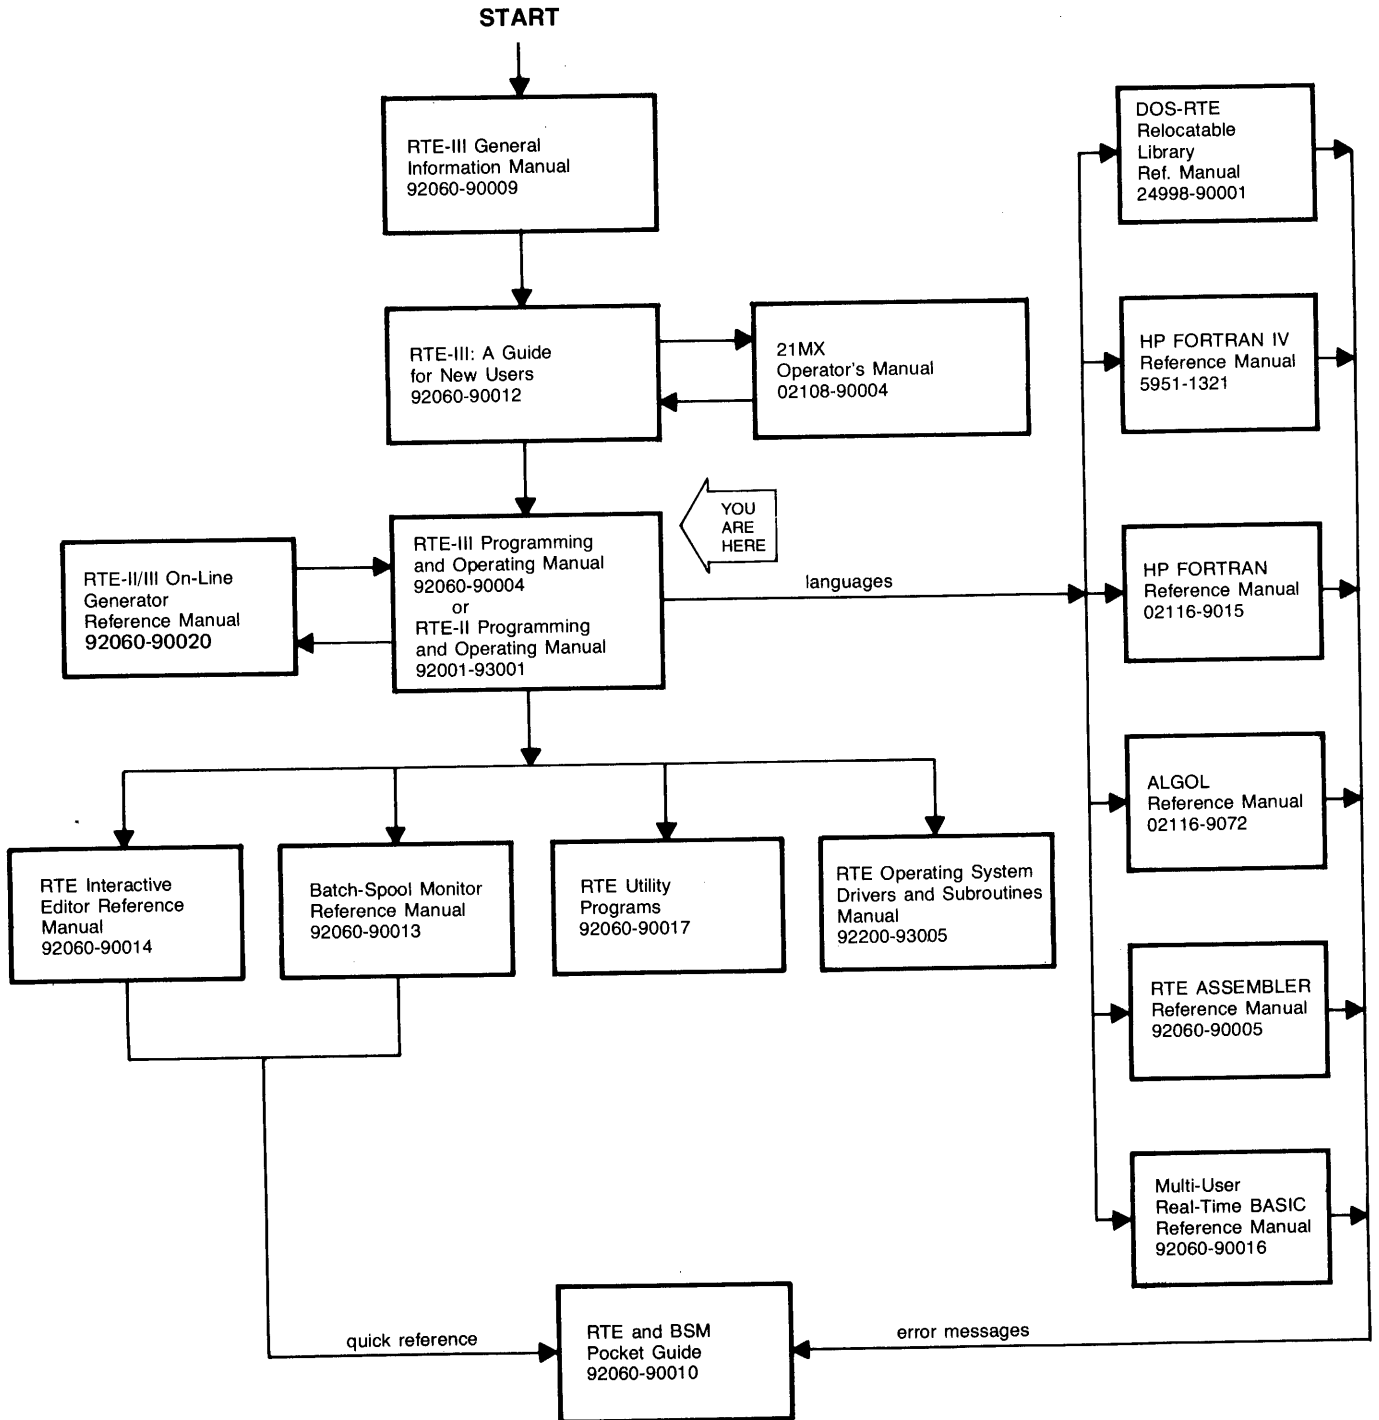 START
RTE-III General
Information Manual
92060-90009
RTE-III: A Guide
for New Users
92060-90012
21MX
Operator's Manual
02108-90004
YOU
ARE
HERE
RTE-II/III On-Line
Generator
Reference Manual
92060-90020
RTE-III Programming
and Operating Manual
92060-90004
or
RTE-II Programming
and Operating Manual
92001-93001
languages
DOS-RTE
Relocatable
Library
Ref. Manual
24998-90001
HP FORTRAN IV
Reference Manual
5951-1321
HP FORTRAN
Reference Manual
02116-9015
ALGOL
Reference Manual
02116-9072
RTE ASSEMBLER
Reference Manual
92060-90005
Multi-User
Real-Time BASIC
Reference Manual
92060-90016
RTE Interactive
Editor Reference
Manual
92060-90014
Batch-Spool Monitor
Reference Manual
92060-90013
RTE Utility
Programs
92060-90017
RTE Operating System
Drivers and Subroutines
Manual
92200-93005
quick reference
RTE and BSM
Pocket Guide
92060-90010
error messages